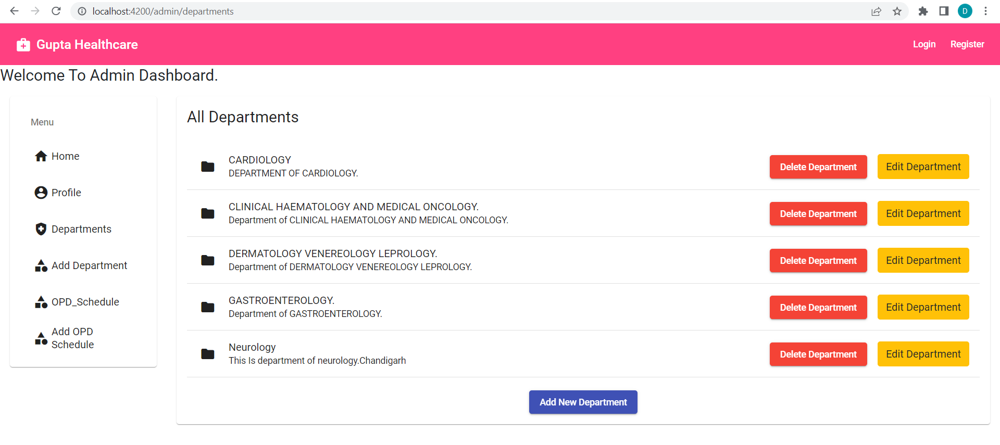 localhost:4200/admin/departments
D
Gupta Healthcare
Login
Register
Welcome To Admin Dashboard.
Menu
Home
Profile
Departments
Add Department
OPD_Schedule
Add OPD
Schedule
All Departments
CARDIOLOGY
DEPARTMENT OF CARDIOLOGY.
Delete Department
Edit Department
CLINICAL HAEMATOLOGY AND MEDICAL ONCOLOGY.
Department of CLINICAL HAEMATOLOGY AND MEDICAL ONCOLOGY.
Delete Department
Edit Department
DERMATOLOGY VENEREOLOGY LEPROLOGY.
Department of DERMATOLOGY VENEREOLOGY LEPROLOGY.
Delete Department
Edit Department
GASTROENTEROLOGY.
Department of GASTROENTEROLOGY.
Delete Department
Edit Department
Neurology
This Is department of neurology.Chandigarh
Delete Department
Edit Department
Add New Department